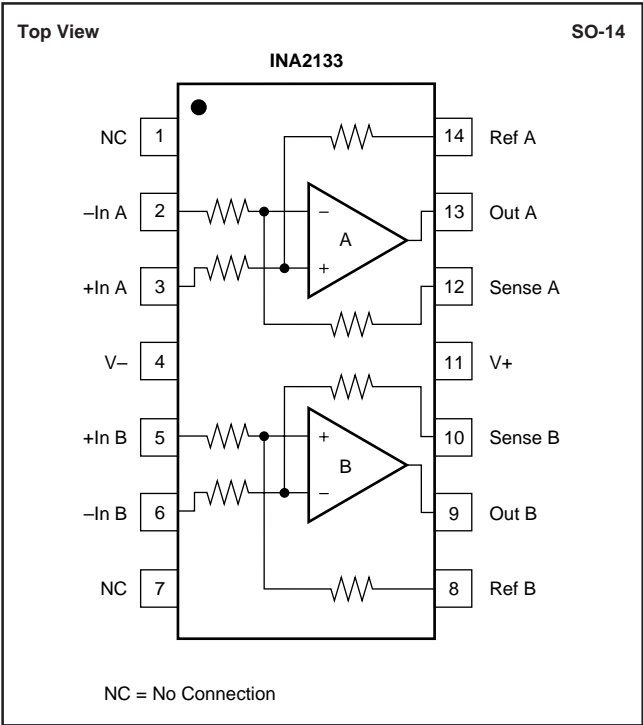 Top View SO-14
INA2133
NC 1 14 Ref A
–In A 2 – 13 Out A
A
+In A 3 + 12 Sense A
V– 4 11 V+
+In B 5 + 10 Sense B
B
–In B 6 – 9 Out B
NC 7 8 Ref B
NC = No Connection